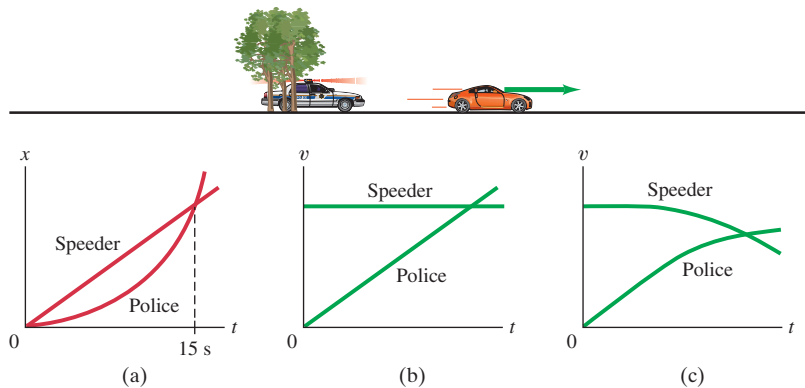 x
Speeder
Police
0
15 s
t
(a)
v
Speeder
Police
0
t
(b)
v
Speeder
Police
0
t
(c)